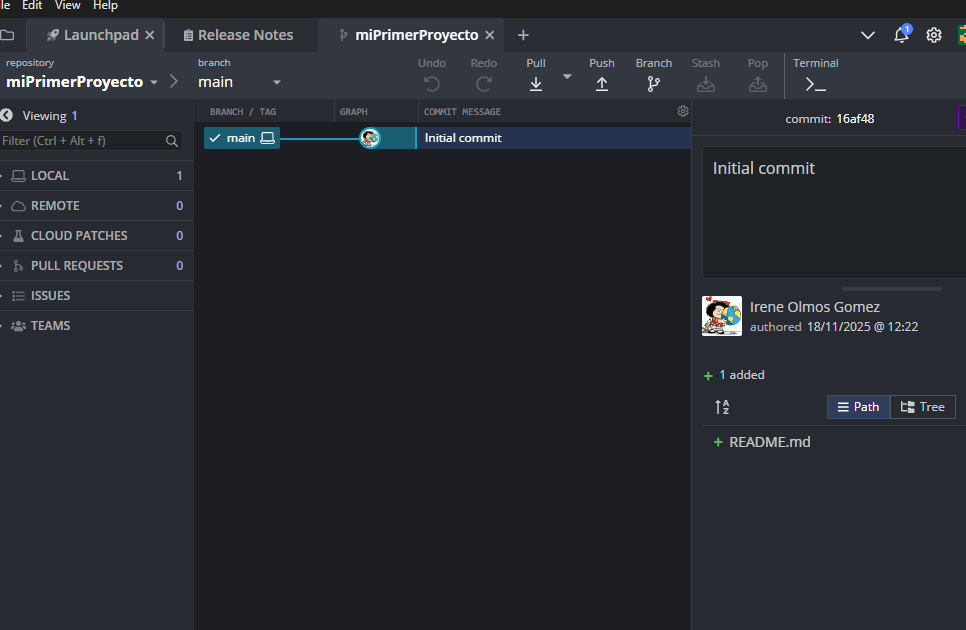 le Edit View Help
Launchpad Release Notes miPrimerProyecto
1
repository branch
miPrimerProyecto main
Undo Redo Pull Push Branch Stash Pop Terminal
Viewing 1
Filter (Ctrl + Alt + f)
LOCAL 1
REMOTE 0
CLOUD PATCHES 0
PULL REQUESTS 0
ISSUES
TEAMS
BRANCH / TAG GRAPH COMMIT MESSAGE
main Initial commit
commit: 16af48
Initial commit
Irene Olmos Gomez
authored 18/11/2025 @ 12:22
+ 1 added
A Z Path Tree
+ README.md